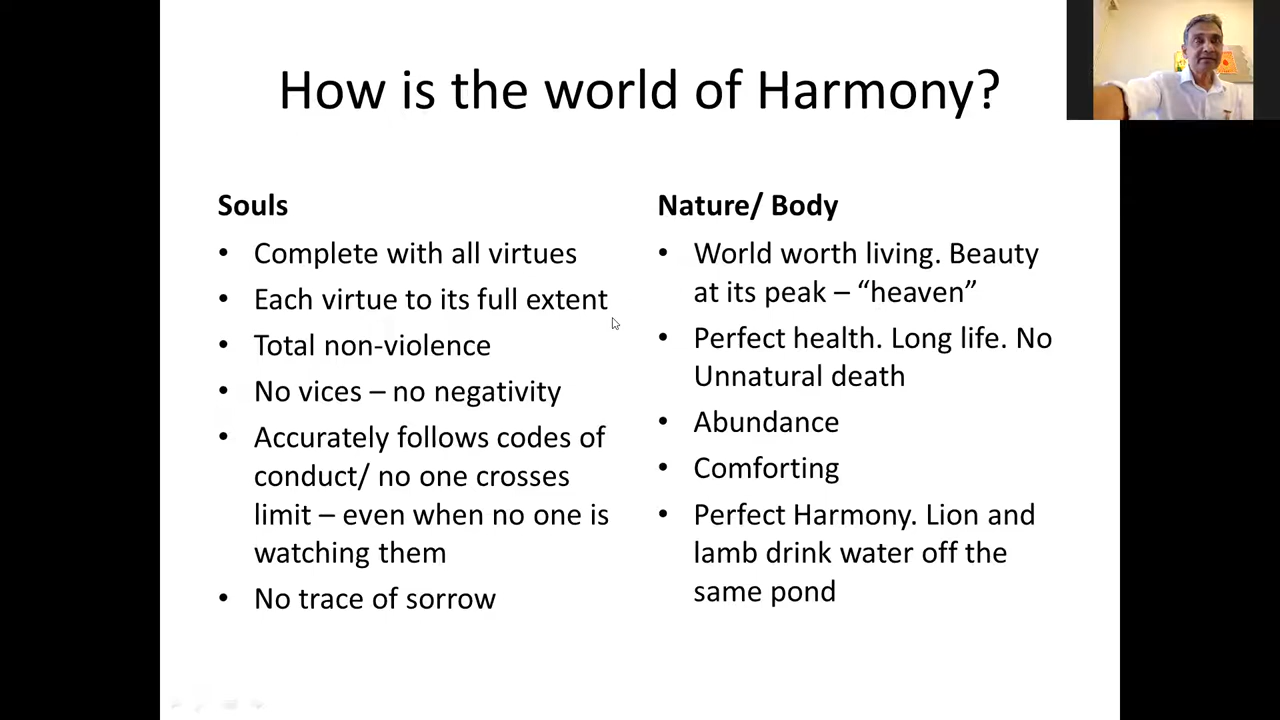 How is the world of Harmony?
Souls
• Complete with all virtues
• Each virtue to its full extent
• Total non-violence
• No vices – no negativity
• Accurately follows codes of
conduct/ no one crosses
limit – even when no one is
watching them
• No trace of sorrow
Nature/ Body
• World worth living. Beauty
at its peak – “heaven”
• Perfect health. Long life. No
Unnatural death
• Abundance
• Comforting
• Perfect Harmony. Lion and
lamb drink water off the
same pond